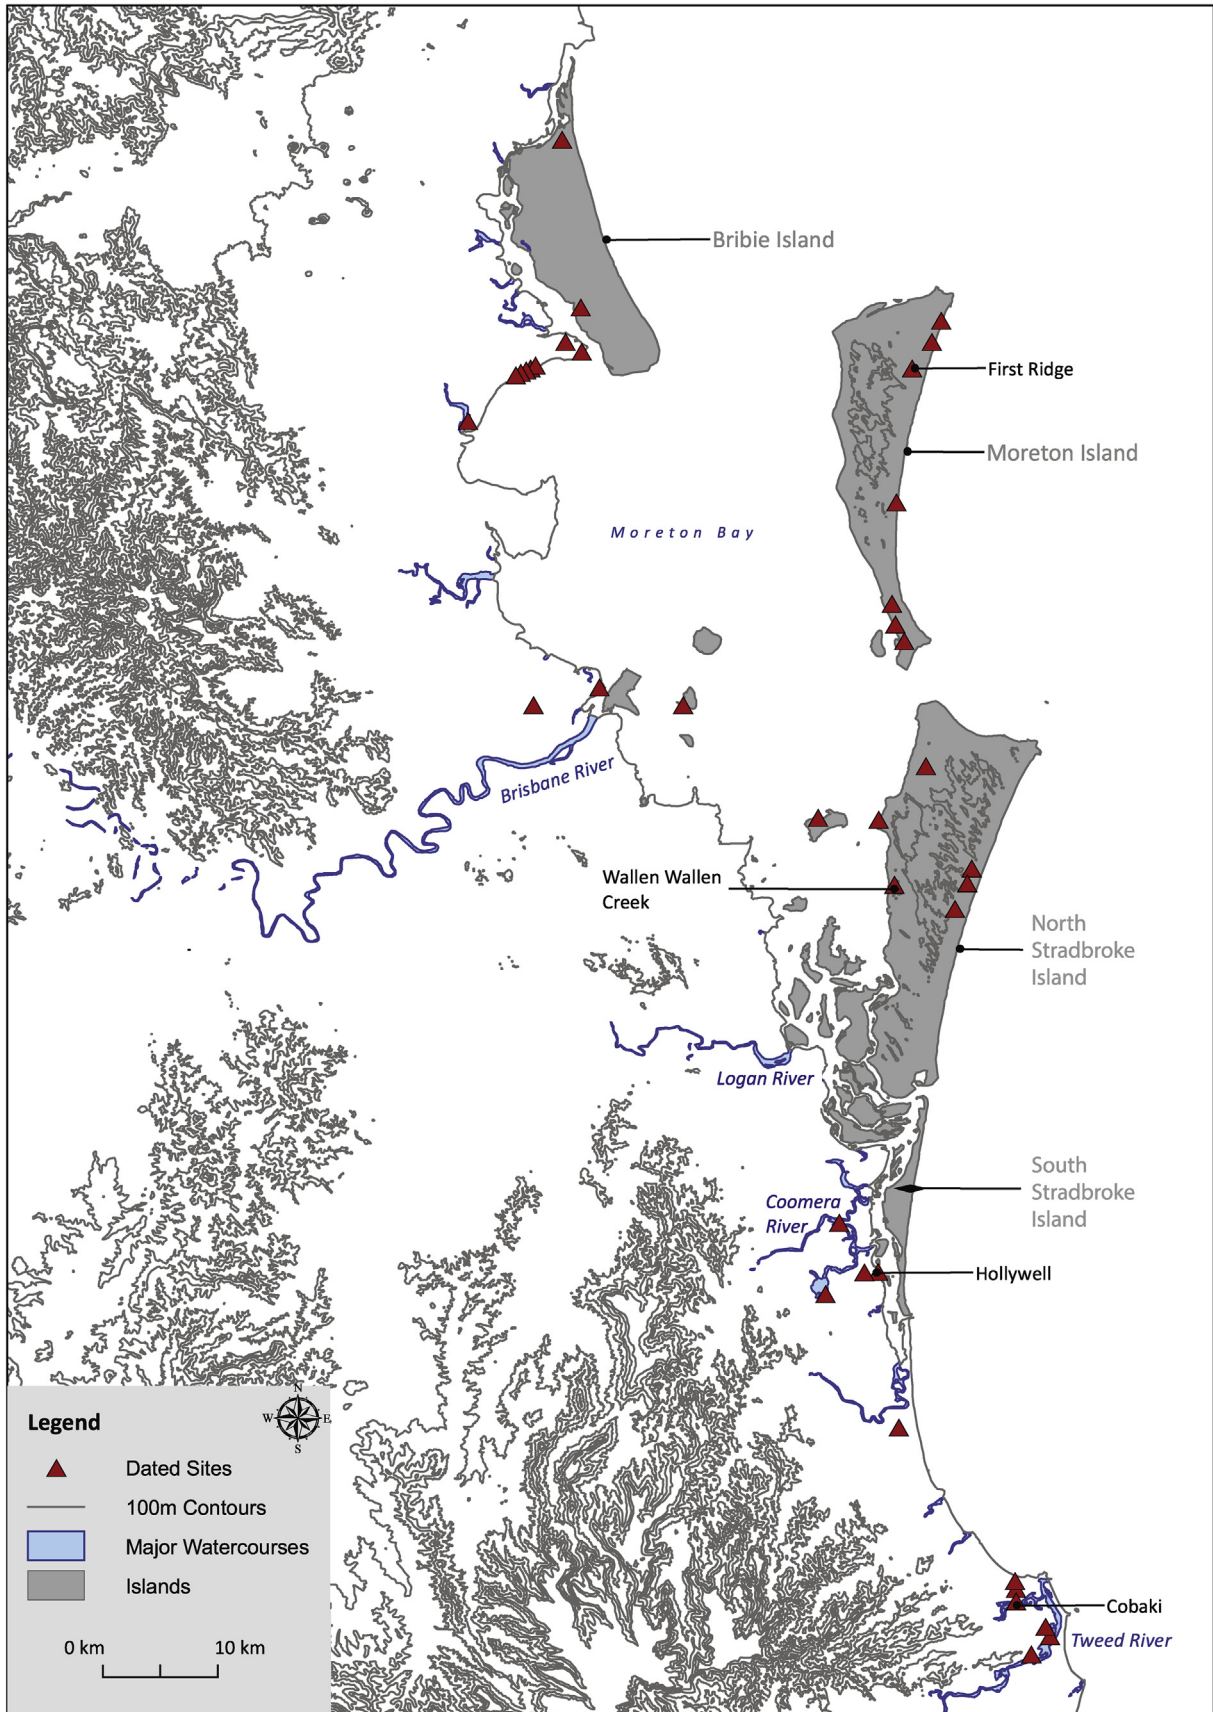 Bribie Island
First Ridge
Moreton Island
Moreton Bay
Brisbane River
Wallen Wallen
Creek
North
Stradbroke
Island
Logan River
South
Stradbroke
Island
Coomera
River
Hollywell
Legend
N
W E
S
Dated Sites
100m Contours
Major Watercourses
Islands
0 km 10 km
Cobaki
Tweed River